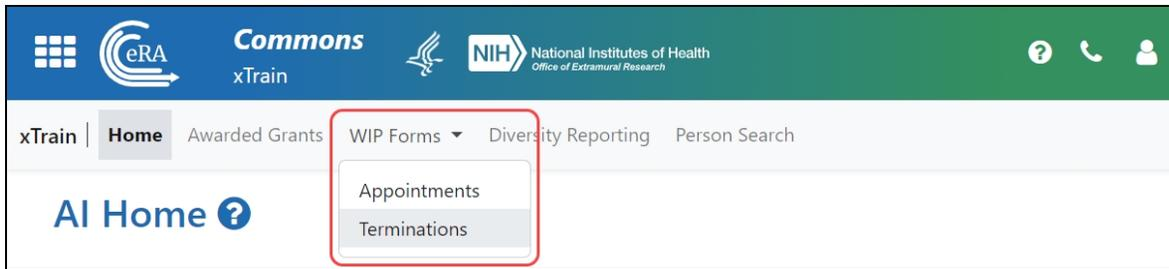 eRA
Commons
xTrain
NIH National Institutes of Health
Office of Extramural Research
?
xTrain | Home Awarded Grants WIP Forms Diversity Reporting Person Search
Appointments
Terminations
AI Home ?